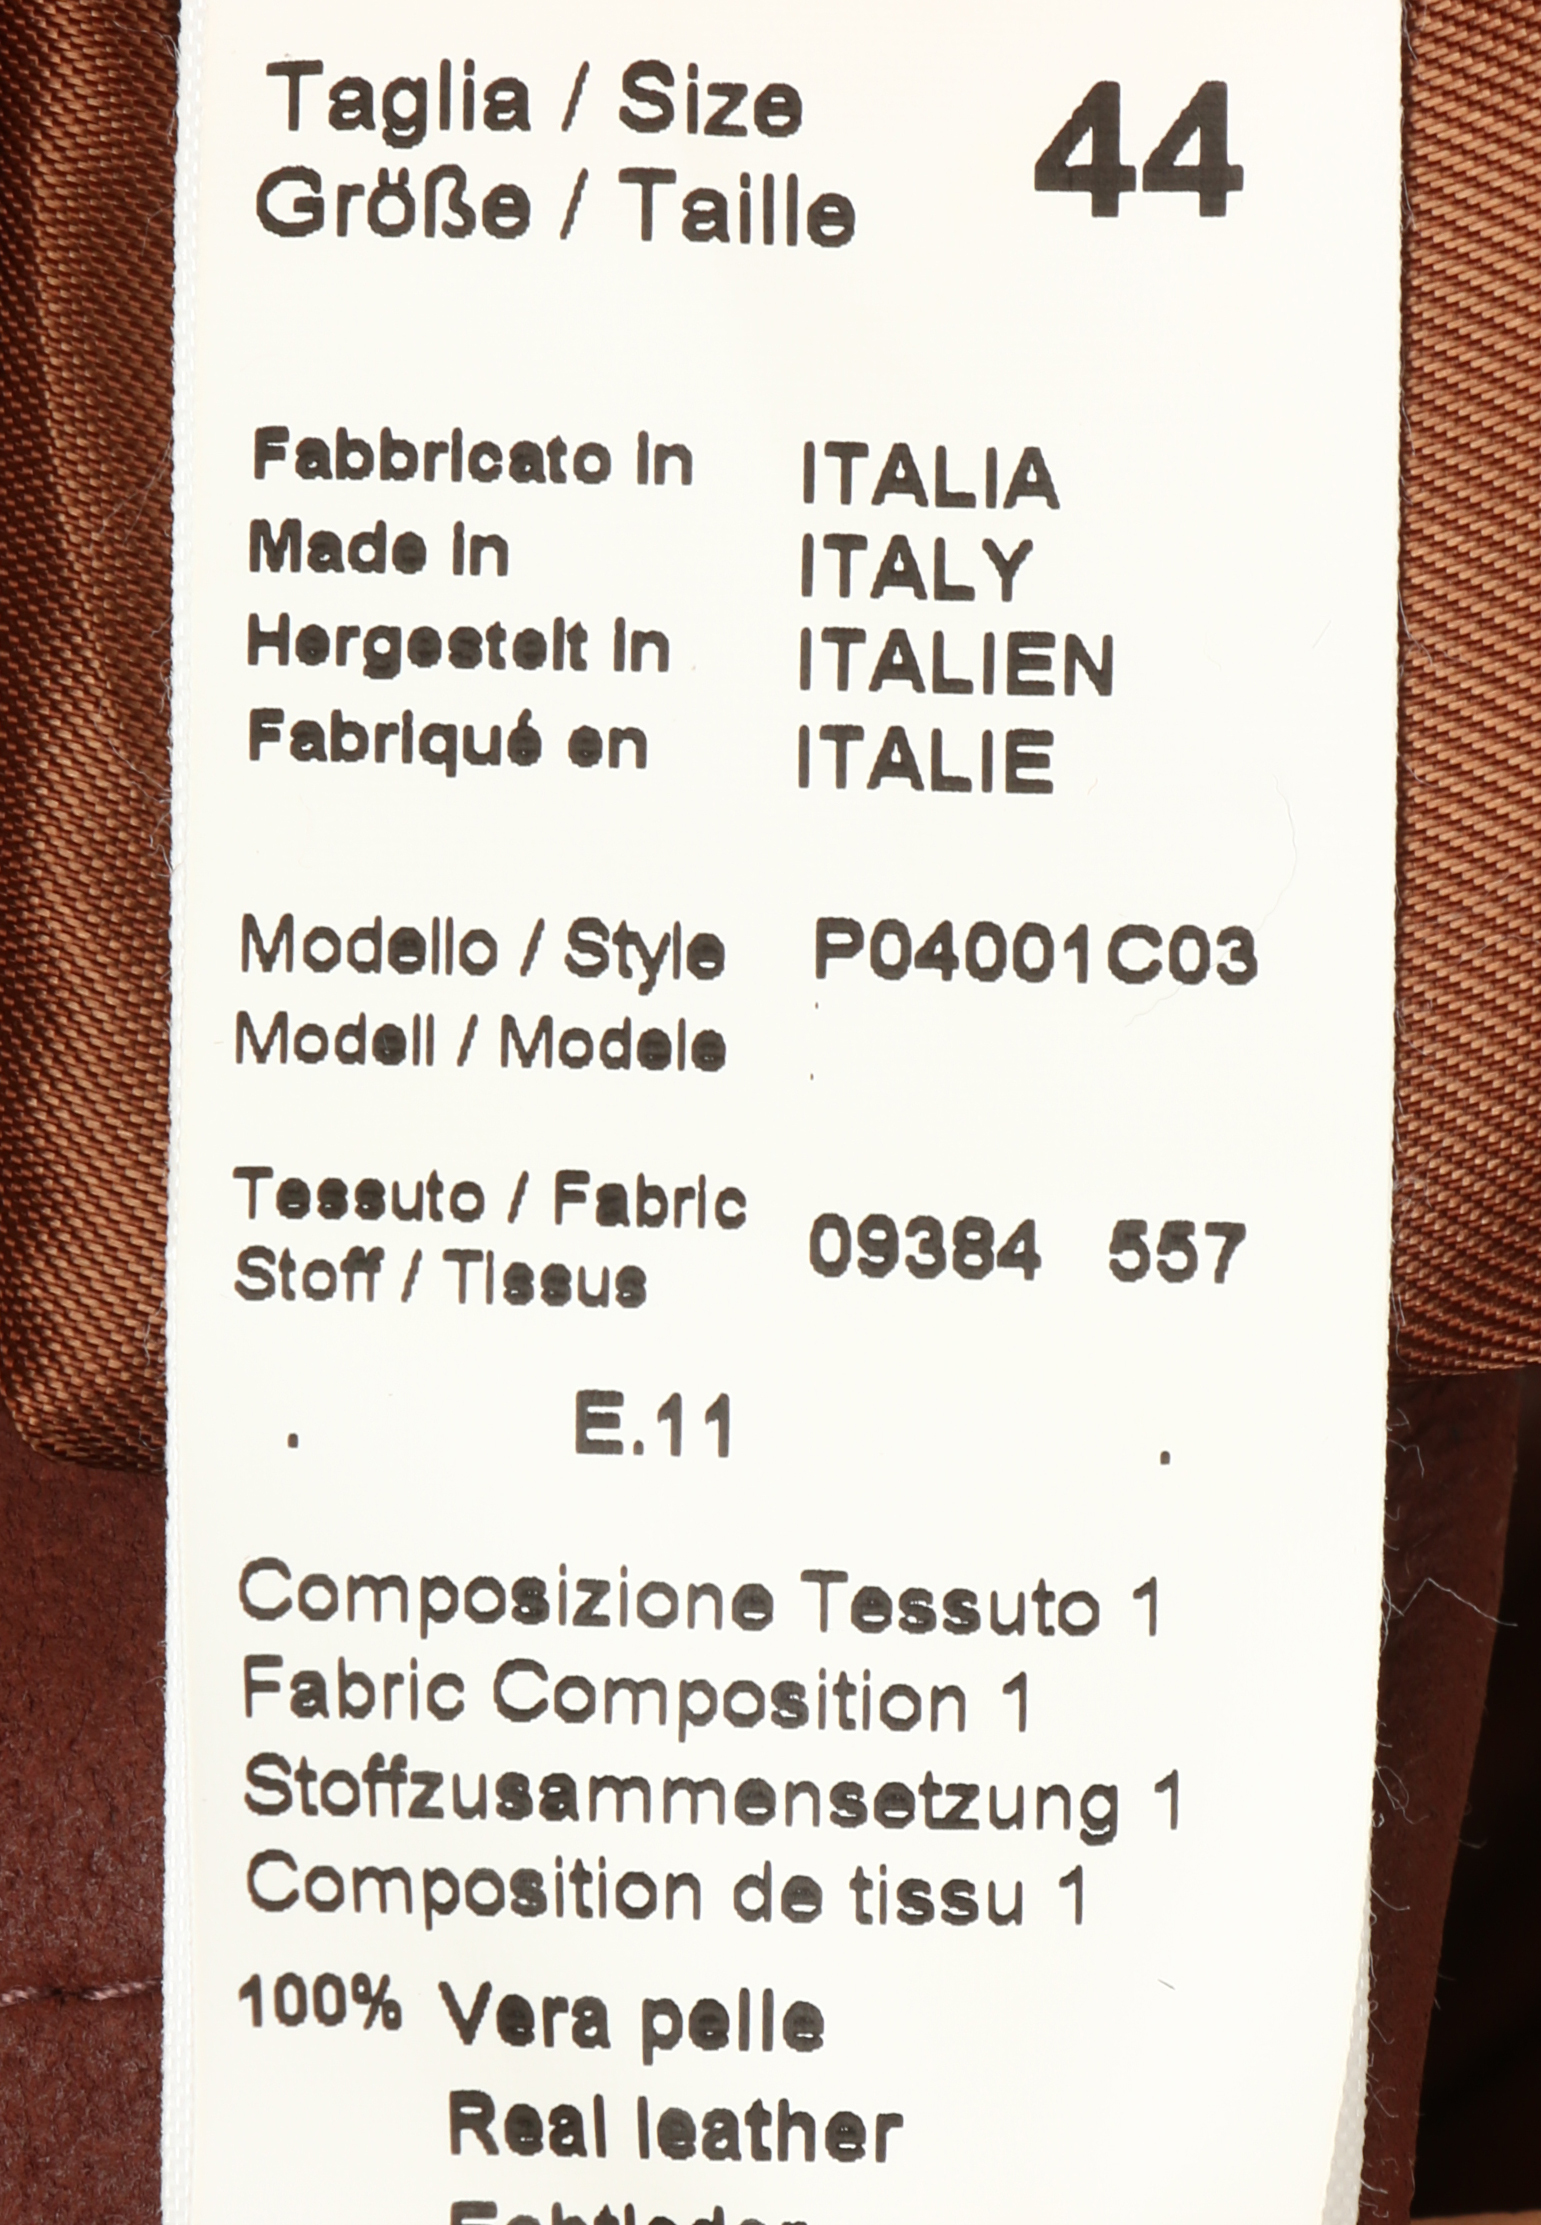 Taglia / Size 44
Größe / Taille
Fabbricato in ITALIA
Made in ITALY
Hergestelt in ITALIEN
Fabriqué en ITALIE
Modello / Style P04001C03
Modell / Modele
Tessuto / Fabric 09384 557
Stoff / Tissus
. E.11 .
Composizione Tessuto 1
Fabric Composition 1
Stoffzusammensetzung 1
Composition de tissu 1
100% Vera pelle
Real leather